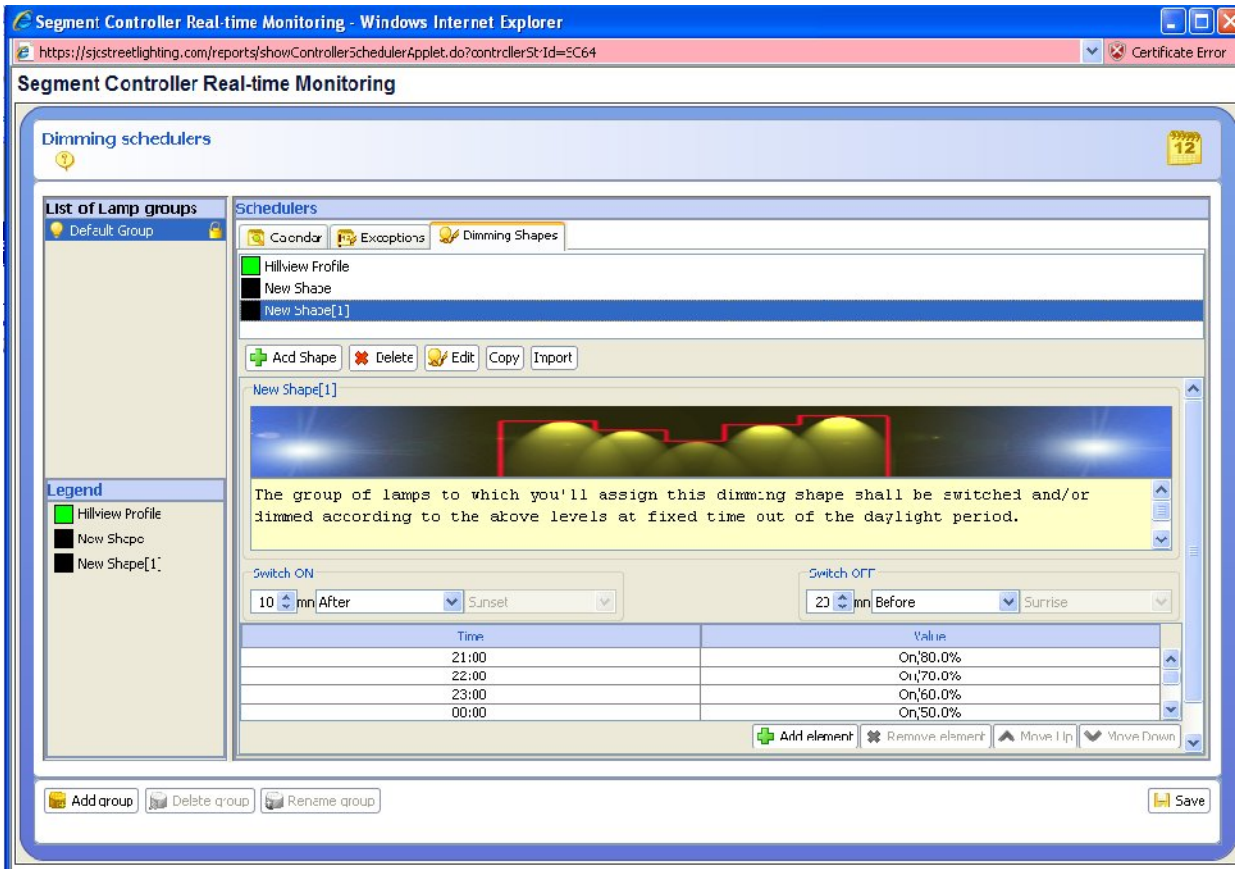 Segment Controller Real-time Monitoring - Windows Internet Explorer
https://sjcstreetlighting.com/reports/showControllerSchedulerApplet.do?controllerStrId=SC64
Certificate Error
Segment Controller Real-time Monitoring
Dimming schedulers
12
List of Lamp groups
Default Group
Schedulers
Calendar Exceptions Dimming Shapes
Hillview Profile
New Shape
New Shape[1]
Add Shape Delete Edit Copy Import
New Shape[1]
The group of lamps to which you'll assign this dimming shape shall be switched and/or
dimmed according to the above levels at fixed time out of the daylight period.
Legend
Hillview Profile
New Shape
New Shape[1]
Switch ON
10 mn After Sunset
Switch OFF
20 mn Before Sunrise
Time Value
21:00 On/80.0%
22:00 On/70.0%
23:00 On/60.0%
00:00 On/50.0%
Add element Remove element Move Up Move Down
Add group Delete group Rename group
Save